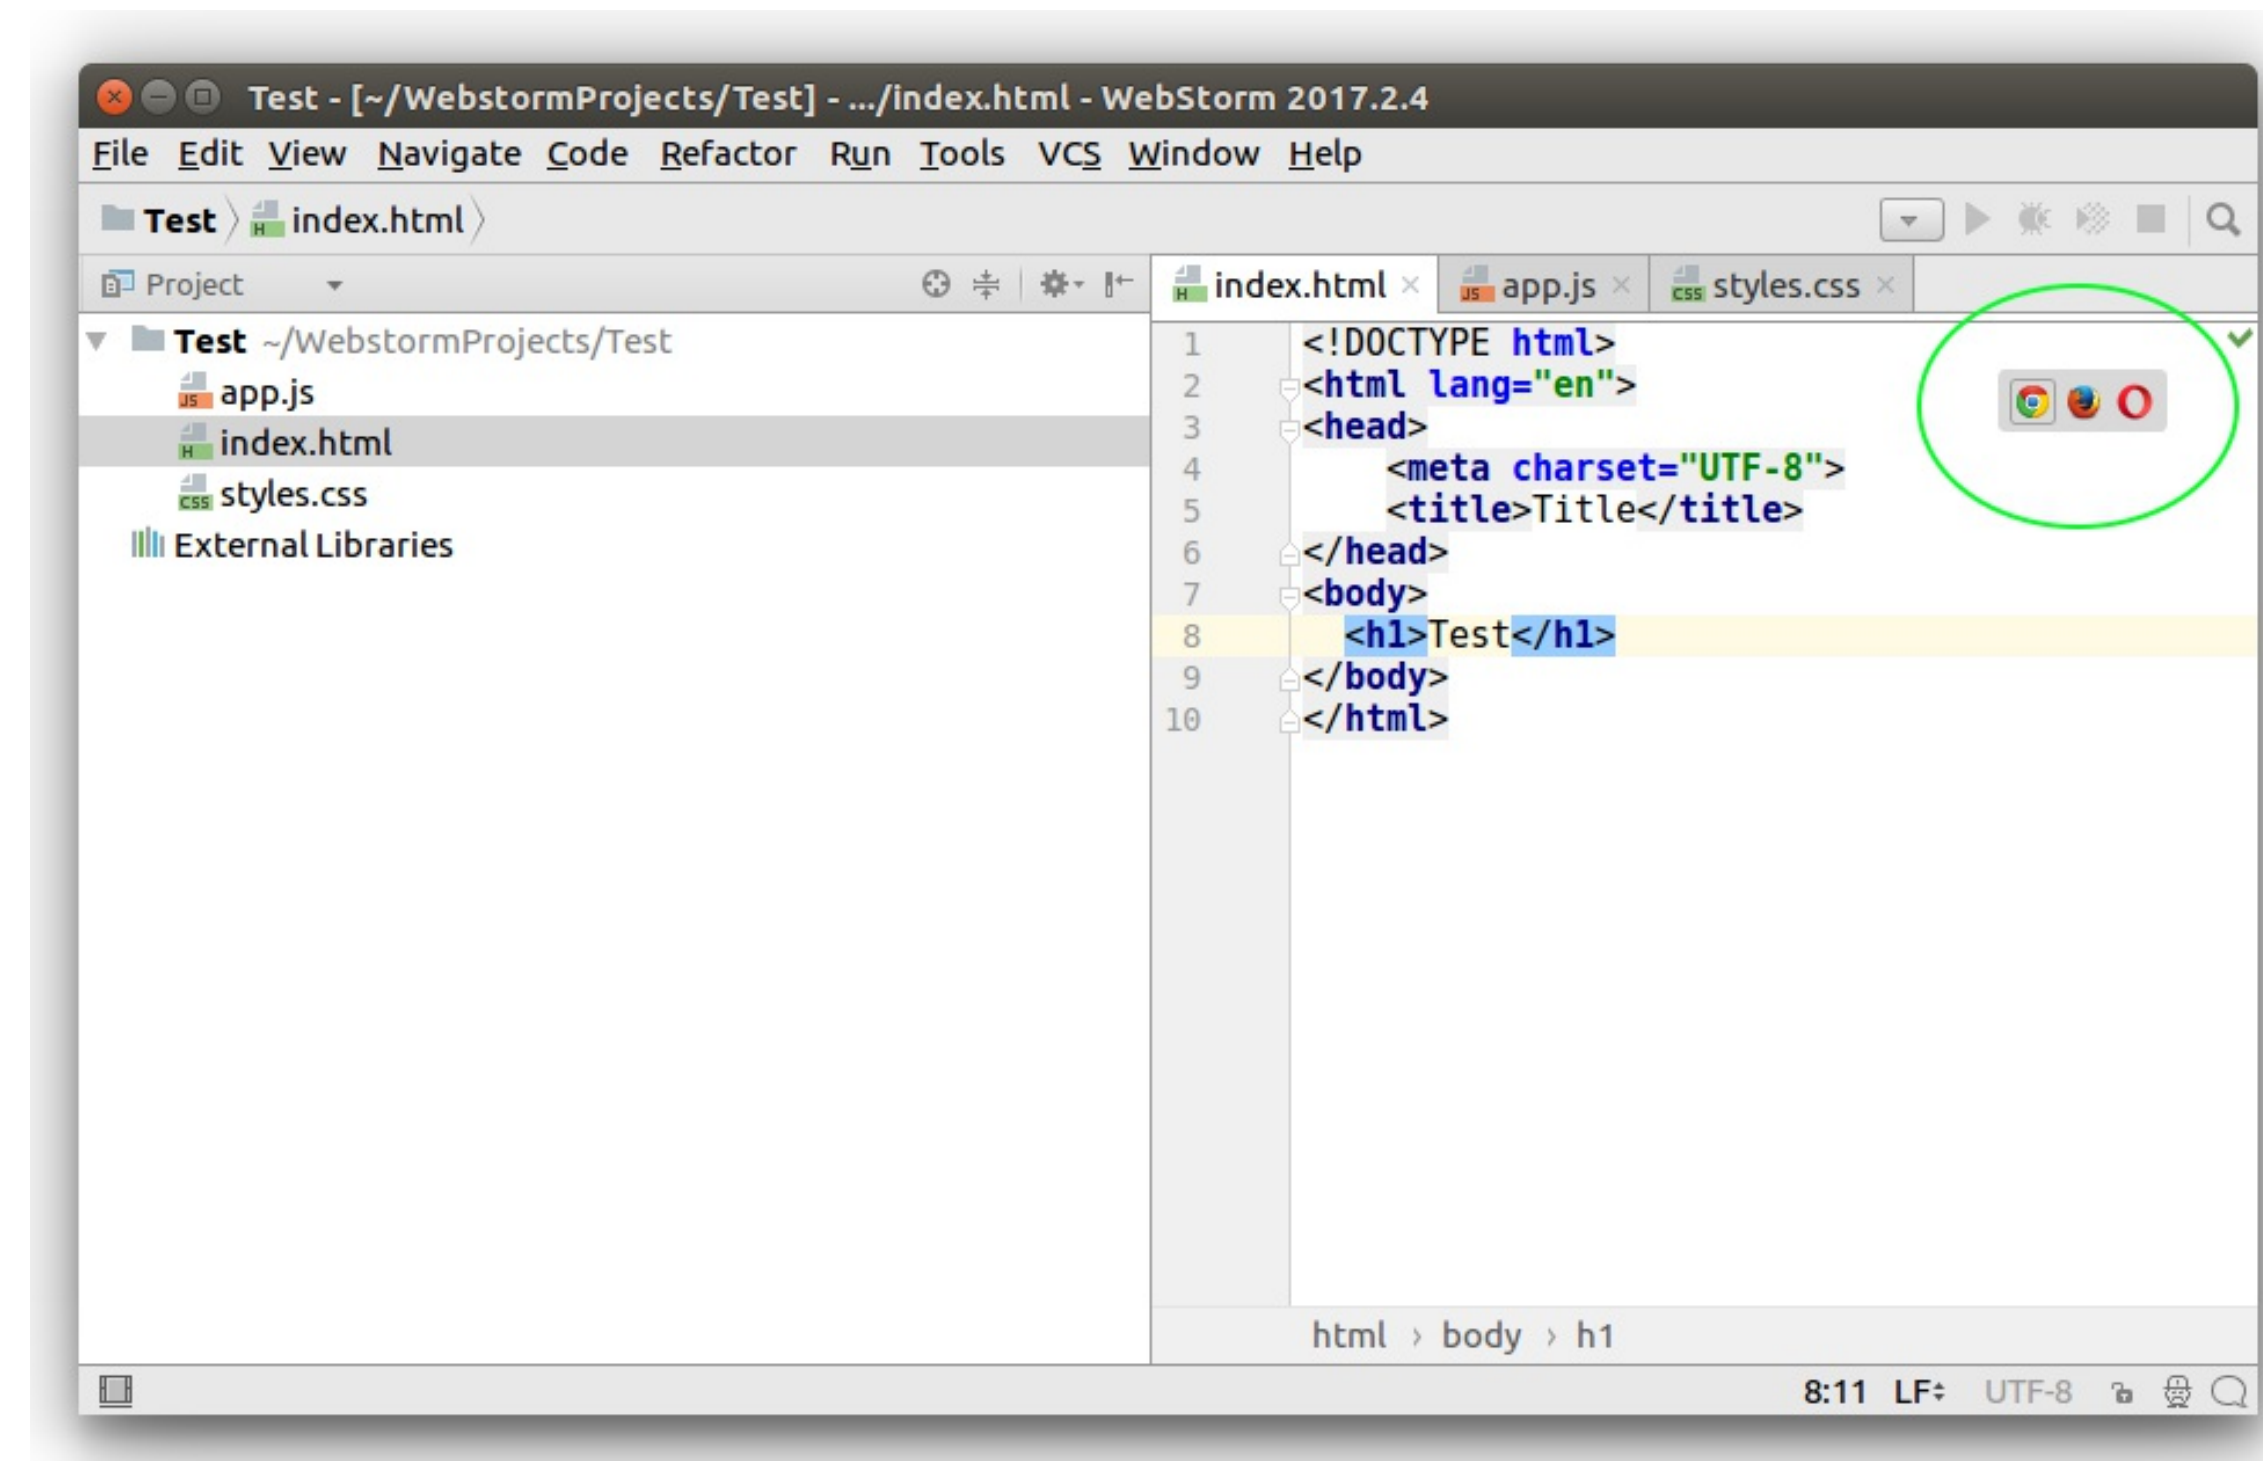 Test - [~/WebstormProjects/Test] - .../index.html - WebStorm 2017.2.4
File Edit View Navigate Code Refactor Run Tools VCS Window Help
Test index.html
Project
Test ~/WebstormProjects/Test
JS app.js
H index.html
CSS styles.css
External Libraries
H index.html JS app.js CSS styles.css
1 <!DOCTYPE html>
2 <html lang="en">
3 <head>
4 <meta charset="UTF-8">
5 <title>Title</title>
6 </head>
7 <body>
8 <h1>Test</h1>
9 </body>
10 </html>
html › body › h1
8:11 LF UTF-8